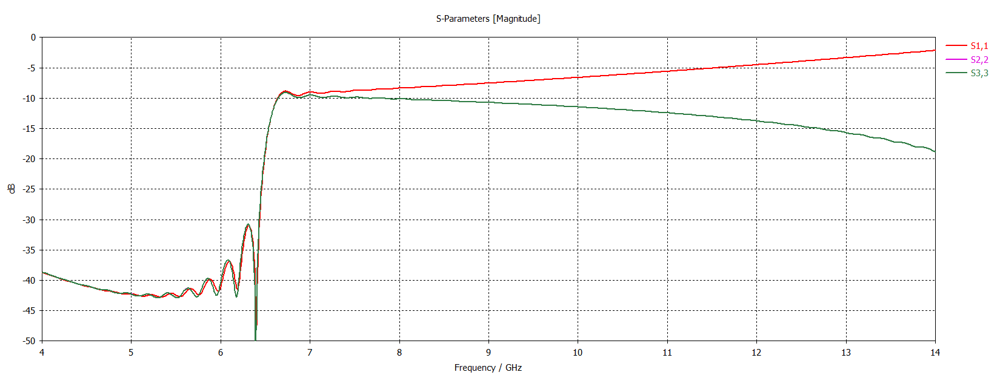 S-Parameters [Magnitude]
0
-5
-10
-15
-20
-25
-30
-35
-40
-45
-50
dB
4 5 6 7 8 9 10 11 12 13 14
Frequency / GHz
S1,1
S2,2
S3,3